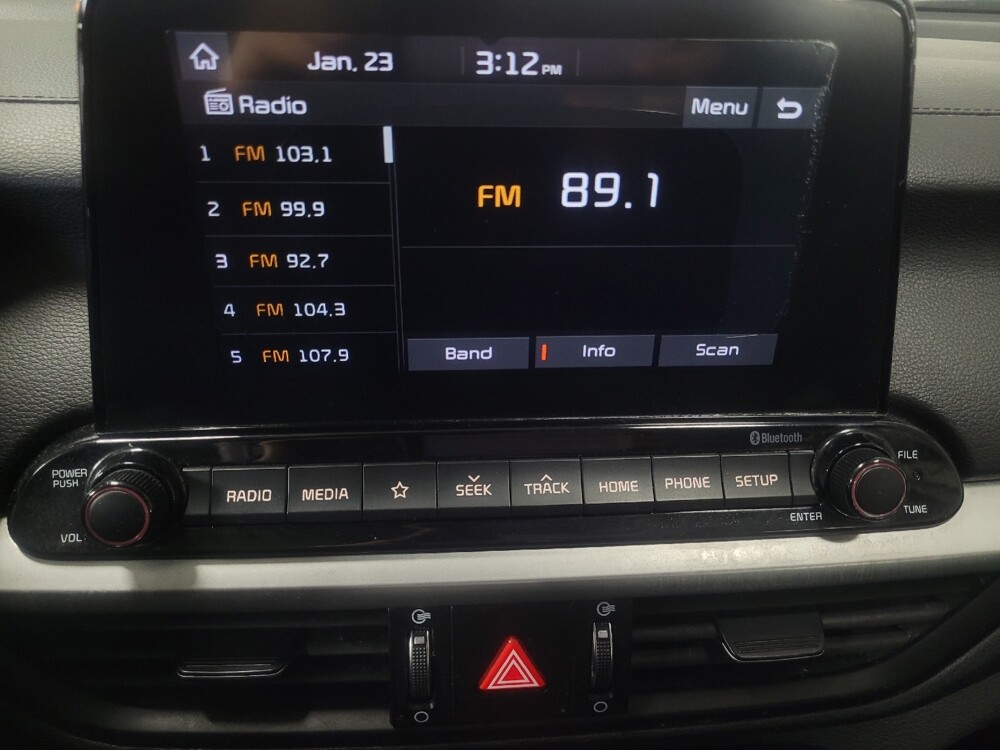 Jan, 23 3:12 PM
Radio Menu
1 FM 103.1
FM 89.1
2 FM 99.9
3 FM 92.7
4 FM 104.3
5 FM 107.9
Band Info Scan
Bluetooth
POWER
PUSH
FILE
RADIO MEDIA SEEK TRACK HOME PHONE SETUP
VOL
ENTER
TUNE